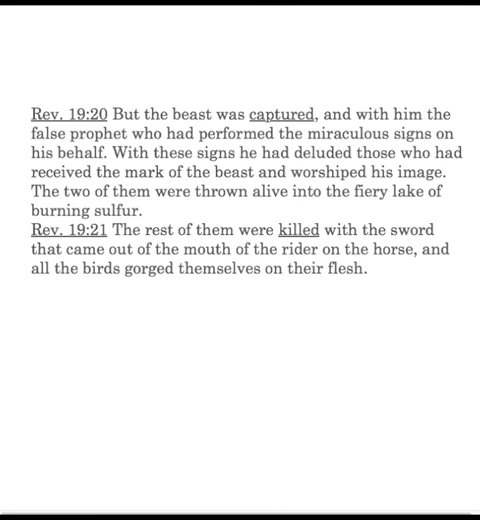 Rev. 19:20 But the beast was captured, and with him the
false prophet who had performed the miraculous signs on
his behalf. With these signs he had deluded those who had
received the mark of the beast and worshiped his image.
The two of them were thrown alive into the fiery lake of
burning sulfur.
Rev. 19:21 The rest of them were killed with the sword
that came out of the mouth of the rider on the horse, and
all the birds gorged themselves on their flesh.